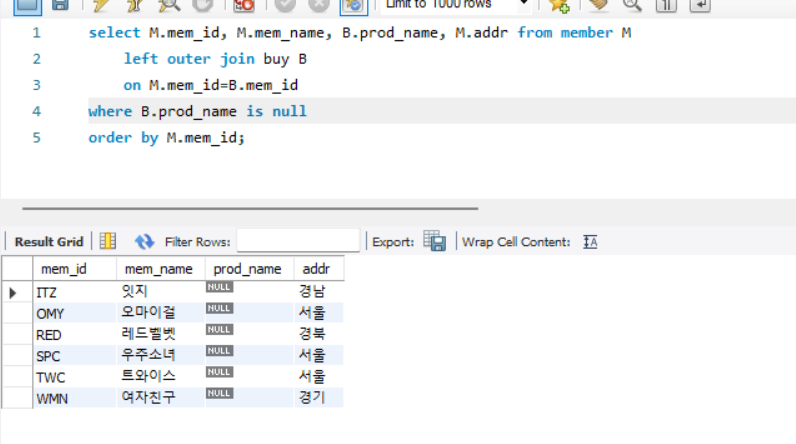 Limit to 1000 rows
1 select M.mem_id, M.mem_name, B.prod_name, M.addr from member M
2 left outer join buy B
3 on M.mem_id=B.mem_id
4 where B.prod_name is null
5 order by M.mem_id;
Result Grid Filter Rows: Export: Wrap Cell Content: IA
mem_id mem_name prod_name addr
ITZ 잇지 NULL 경남
OMY 오마이걸 NULL 서울
RED 레드벨벳 NULL 경북
SPC 우주소녀 NULL 서울
TWC 트와이스 NULL 서울
WMN 여자친구 NULL 경기